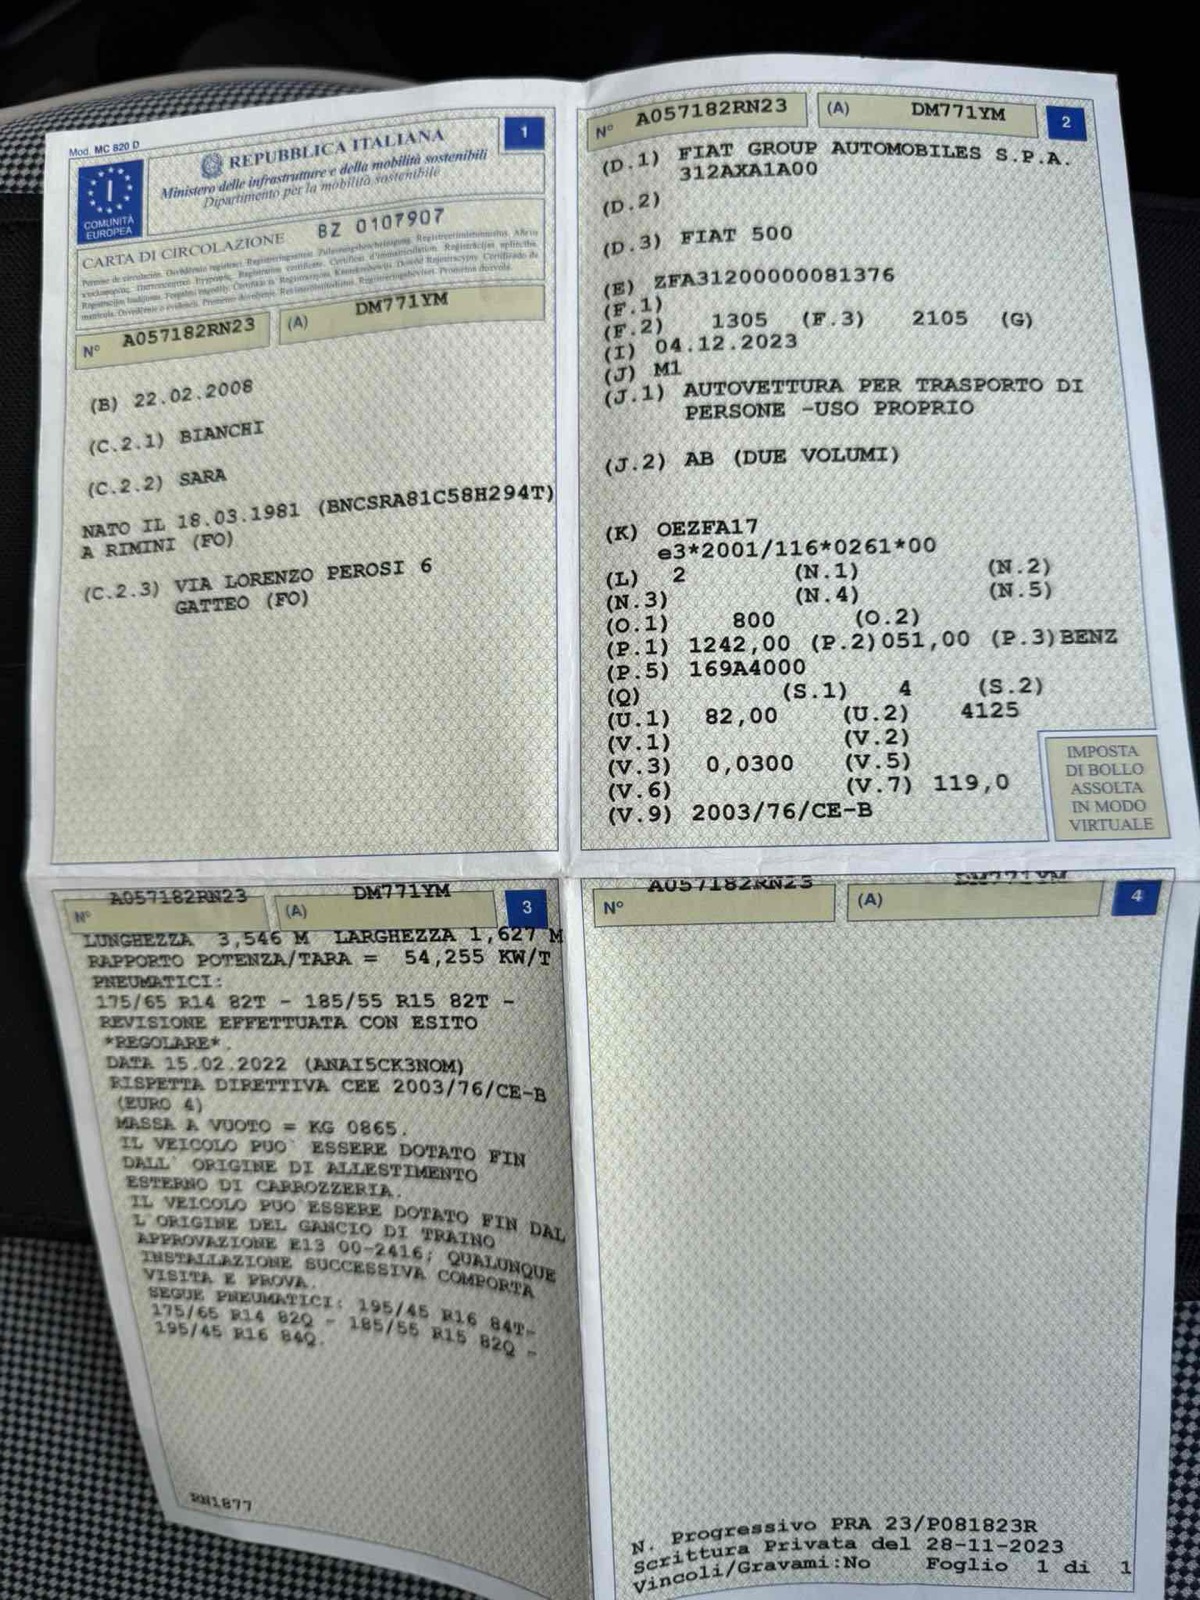 Mod. MC 820 D
1
REPUBBLICA ITALIANA
Ministero delle infrastrutture e della mobilità sostenibili
Dipartimento per la mobilità sostenibile
COMUNITÀ
EUROPEA
I
CARTA DI CIRCOLAZIONE BZ 0107907
N° A057182RN23 (A) DM771YM
(B) 22.02.2008
(C.2.1) BIANCHI
(C.2.2) SARA
NATO IL 18.03.1981 (BNCSRA81C58H294T)
A RIMINI (FO)
(C.2.3) VIA LORENZO PEROSI 6
GATTEO (FO)
N° A057182RN23 (A) DM771YM 2
(D.1) FIAT GROUP AUTOMOBILES S.P.A.
312AXA1A00
(D.2)
(D.3) FIAT 500
(E) ZFA31200000081376
(F.1)
(F.2) 1305 (F.3) 2105 (G)
(I) 04.12.2023
(J) M1
(J.1) AUTOVETTURA PER TRASPORTO DI
PERSONE -USO PROPRIO
(J.2) AB (DUE VOLUMI)
(K) OEZFA17
e3*2001/116*0261*00
(L) 2 (N.1) (N.2)
(N.3) (N.4) (N.5)
(O.1) 800 (O.2)
(P.1) 1242,00 (P.2)051,00 (P.3)BENZ
(P.5) 169A4000
(Q) (S.1) 4 (S.2)
(U.1) 82,00 (U.2) 4125
(V.1) (V.2)
(V.3) 0,0300 (V.5)
(V.6) (V.7) 119,0
(V.9) 2003/76/CE-B
IMPOSTA
DI BOLLO
ASSOLTA
IN MODO
VIRTUALE
N° A057182RN23 (A) DM771YM 3
LUNGHEZZA 3,546 M LARGHEZZA 1,627 M
RAPPORTO POTENZA/TARA = 54,255 KW/T
PNEUMATICI:
175/65 R14 82T - 185/55 R15 82T -
REVISIONE EFFETTUATA CON ESITO
*REGOLARE*.
DATA 15.02.2022 (ANAI5CK3NOM)
RISPETTA DIRETTIVA CEE 2003/76/CE-B
(EURO 4)
MASSA A VUOTO = KG 0865.
IL VEICOLO PUO` ESSERE DOTATO FIN
DALL` ORIGINE DI ALLESTIMENTO
ESTERNO DI CARROZZERIA.
IL VEICOLO PUO`ESSERE DOTATO FIN DAL
L`ORIGINE DEL GANCIO DI TRAINO
APPROVAZIONE E13 00-2416; QUALUNQUE
INSTALLAZIONE SUCCESSIVA COMPORTA
VISITA E PROVA.
SEGUE PNEUMATICI: 195/45 R16 84T-
175/65 R14 82Q - 185/55 R15 82Q -
195/45 R16 84Q.
RN1877
N° A057182RN23 (A) DM771YM 4
N. Progressivo PRA 23/P081823R
Scrittura Privata del 28-11-2023
Vincoli/Gravami:No Foglio 1 di 1